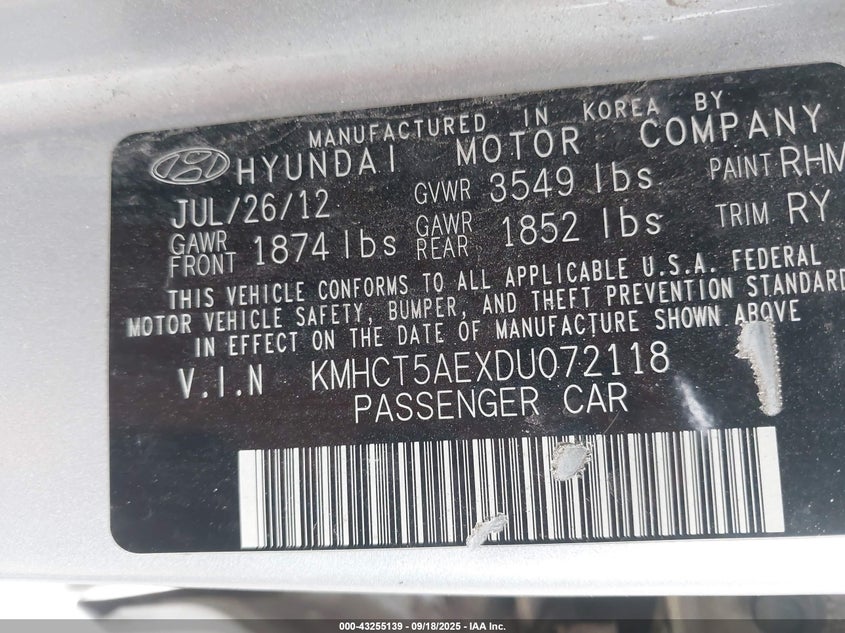 MANUFACTURED IN KOREA BY
HYUNDAI MOTOR COMPANY
JUL/26/12 GVWR 3549 lbs PAINT RHM
GAWR FRONT 1874 lbs GAWR REAR 1852 lbs TRIM RY
THIS VEHICLE CONFORMS TO ALL APPLICABLE U.S.A. FEDERAL
MOTOR VEHICLE SAFETY, BUMPER, AND THEFT PREVENTION STANDARD
IN EFFECT ON THE DATE OF MANUFACTURE SHOWN ABOVE
V.I.N KMHCT5AEXDU072118
PASSENGER CAR
000-43255139 - 09/18/2025 - IAA Inc.